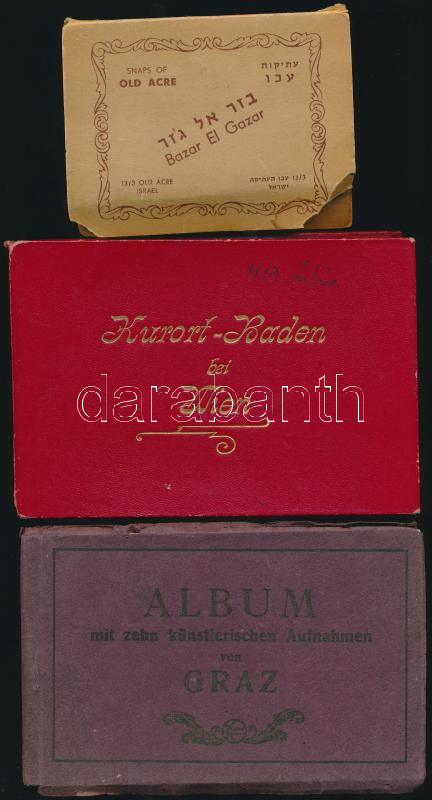 SNAPS OF
OLD ACRE
עתיקות
עכו
בזר אל ג'זר
Bazar El Gazar
13/3 OLD ACRE
ISRAEL
13/3 עכו העתיקה
ישראל
Kurort-Baden
bei
Wien
darabanth
ALBUM
mit zehn künstlerischen Aufnahmen
von
GRAZ